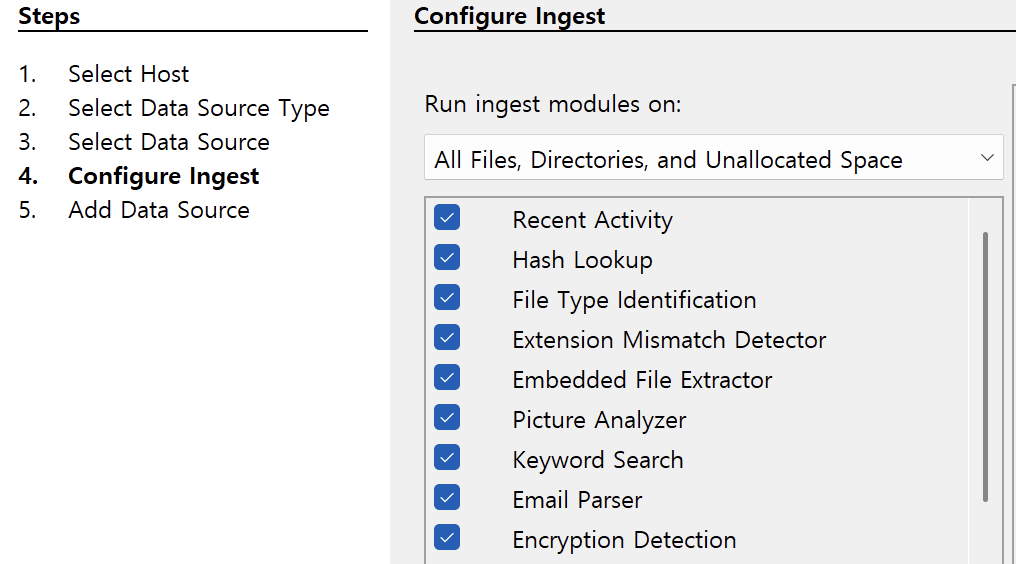 Steps
1. Select Host
2. Select Data Source Type
3. Select Data Source
4. Configure Ingest
5. Add Data Source
Configure Ingest
Run ingest modules on:
All Files, Directories, and Unallocated Space
Recent Activity
Hash Lookup
File Type Identification
Extension Mismatch Detector
Embedded File Extractor
Picture Analyzer
Keyword Search
Email Parser
Encryption Detection